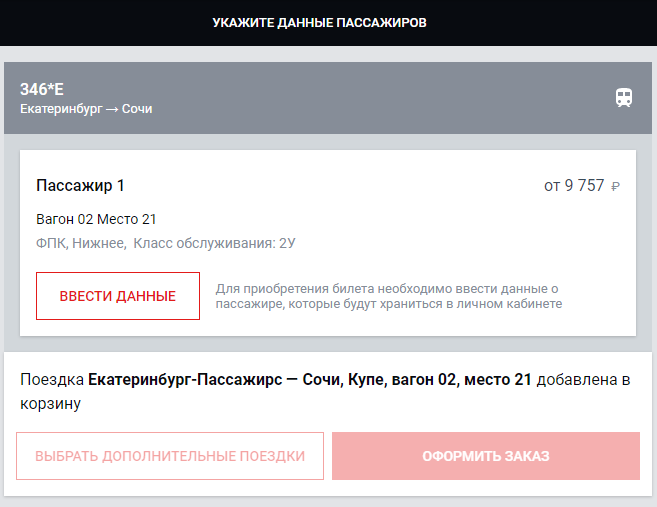 УКАЖИТЕ ДАННЫЕ ПАССАЖИРОВ
346*Е
Екатеринбург → Сочи
Пассажир 1
от 9 757 ₽
Вагон 02 Место 21
ФПК, Нижнее, Класс обслуживания: 2У
ВВЕСТИ ДАННЫЕ
Для приобретения билета необходимо ввести данные о
пассажире, которые будут храниться в личном кабинете
Поездка Екатеринбург-Пассажирс — Сочи, Купе, вагон 02, место 21 добавлена в
корзину
ВЫБРАТЬ ДОПОЛНИТЕЛЬНЫЕ ПОЕЗДКИ
ОФОРМИТЬ ЗАКАЗ